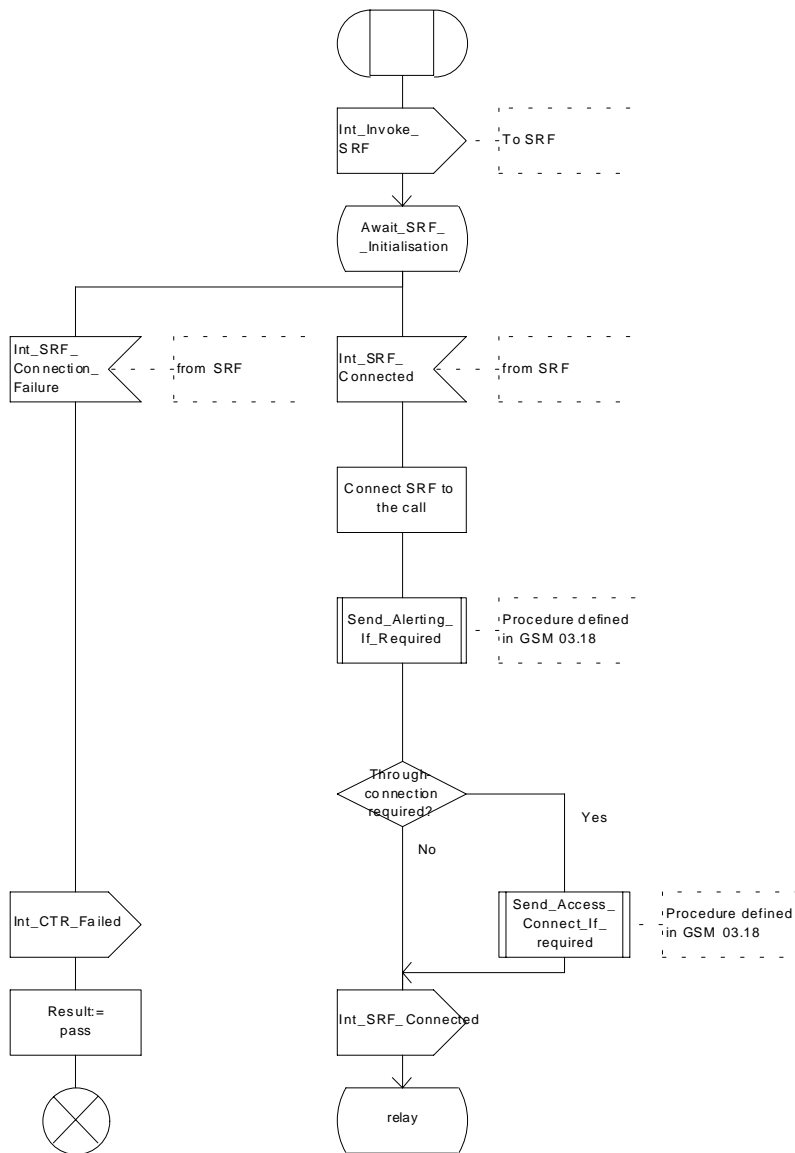 Int_Invoke_
SRF
To SRF
Await_SRF_
_Initialisation
Int_SRF_
Connection_
Failure
from SRF
Int_SRF_
Connected
from SRF
Connect SRF to
the call
Send_Alerting_
If_Required
Procedure defined
in GSM 03.18
Through-
connection
required?
Yes
No
Int_CTR_Failed
Send_Access_
Connect_If_
required
Procedure defined
in GSM 03.18
Result:=
pass
Int_SRF_Connected
relay